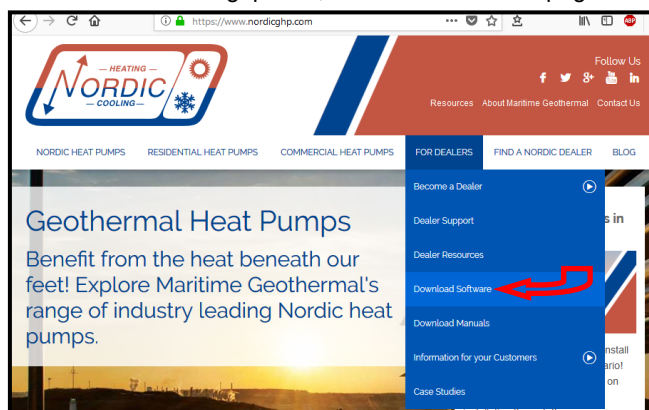 https://www.nordicghp.com
ABP
– HEATING –
NORDIC
– COOLING –
Follow Us
Resources About Maritime Geothermal Contact Us
NORDIC HEAT PUMPS RESIDENTIAL HEAT PUMPS COMMERCIAL HEAT PUMPS FOR DEALERS FIND A NORDIC DEALER BLOG
Become a Dealer
Dealer Support
Dealer Resources
Download Software
Download Manuals
Information for your Customers
Case Studies
Geothermal Heat Pumps
Benefit from the heat beneath our
feet! Explore Maritime Geothermal's
range of industry leading Nordic heat
pumps.
s in
on